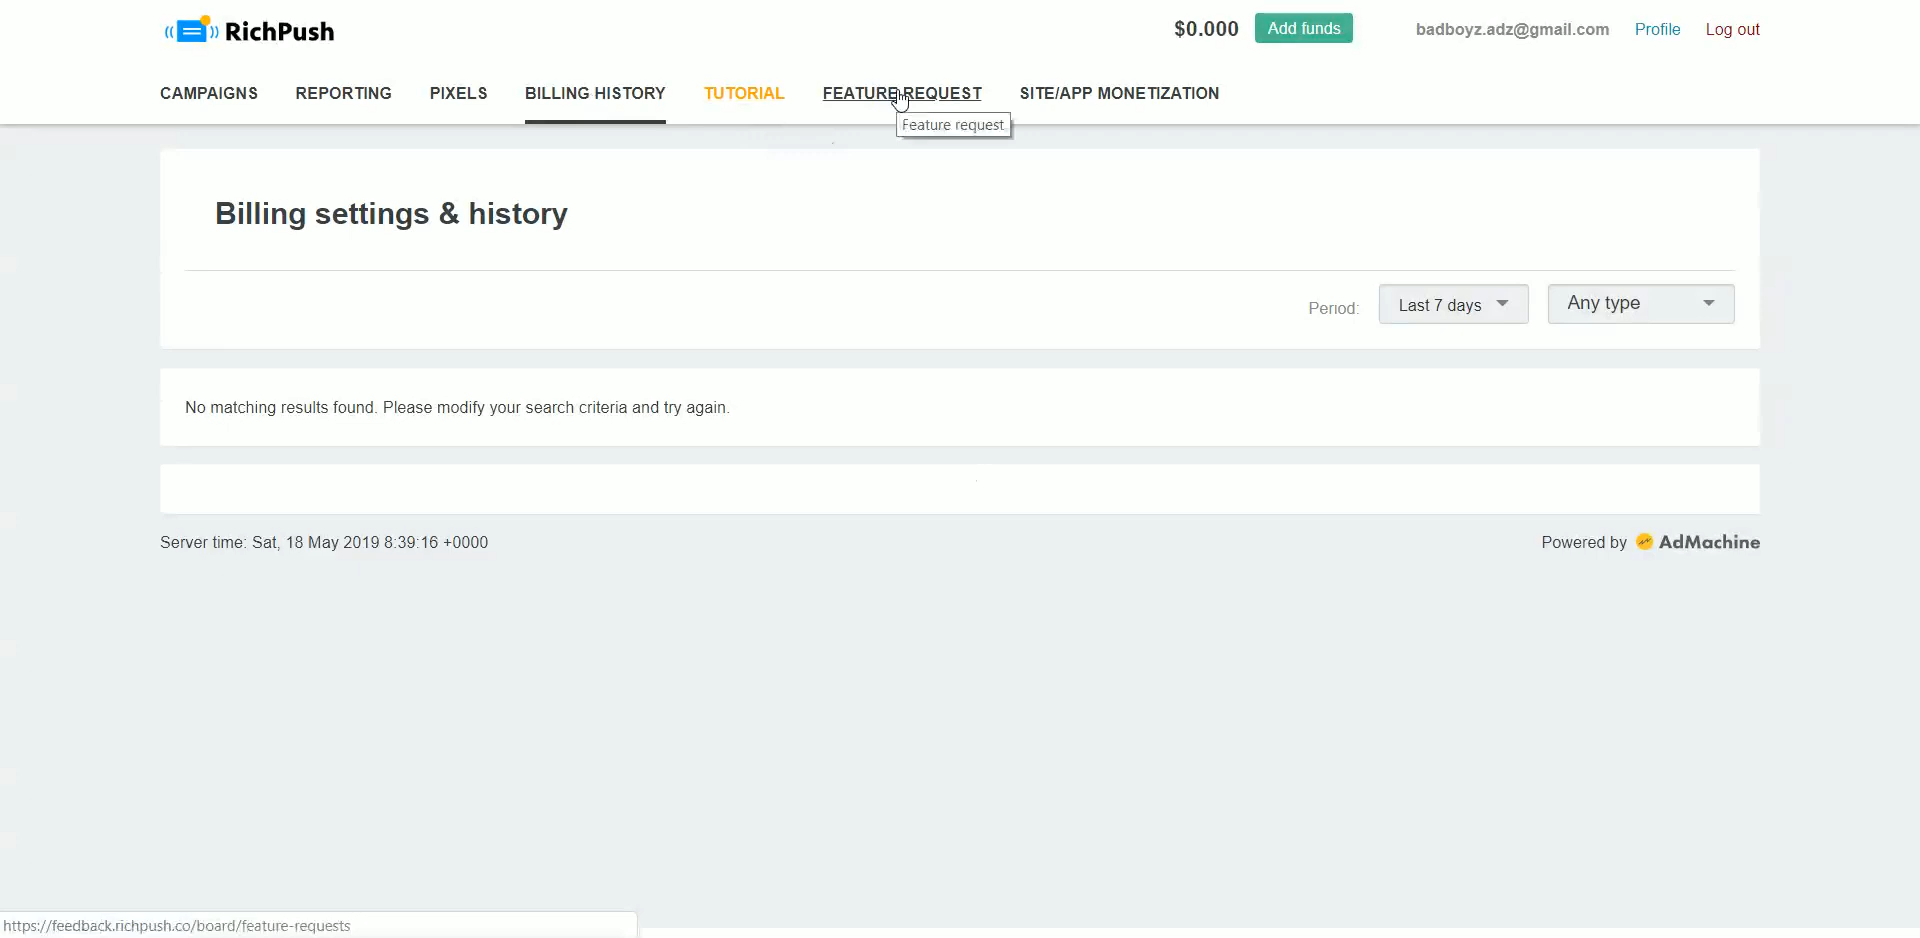 RichPush
$0.000 Add funds badboyz.adz@gmail.com Profile Log out
CAMPAIGNS REPORTING PIXELS BILLING HISTORY TUTORIAL FEATURE REQUEST SITE/APP MONETIZATION
Feature request
Billing settings & history
Period: Last 7 days Any type
No matching results found. Please modify your search criteria and try again.
Server time: Sat, 18 May 2019 8:39:16 +0000 Powered by AdMachine
https://feedback.richpush.co/board/feature-requests